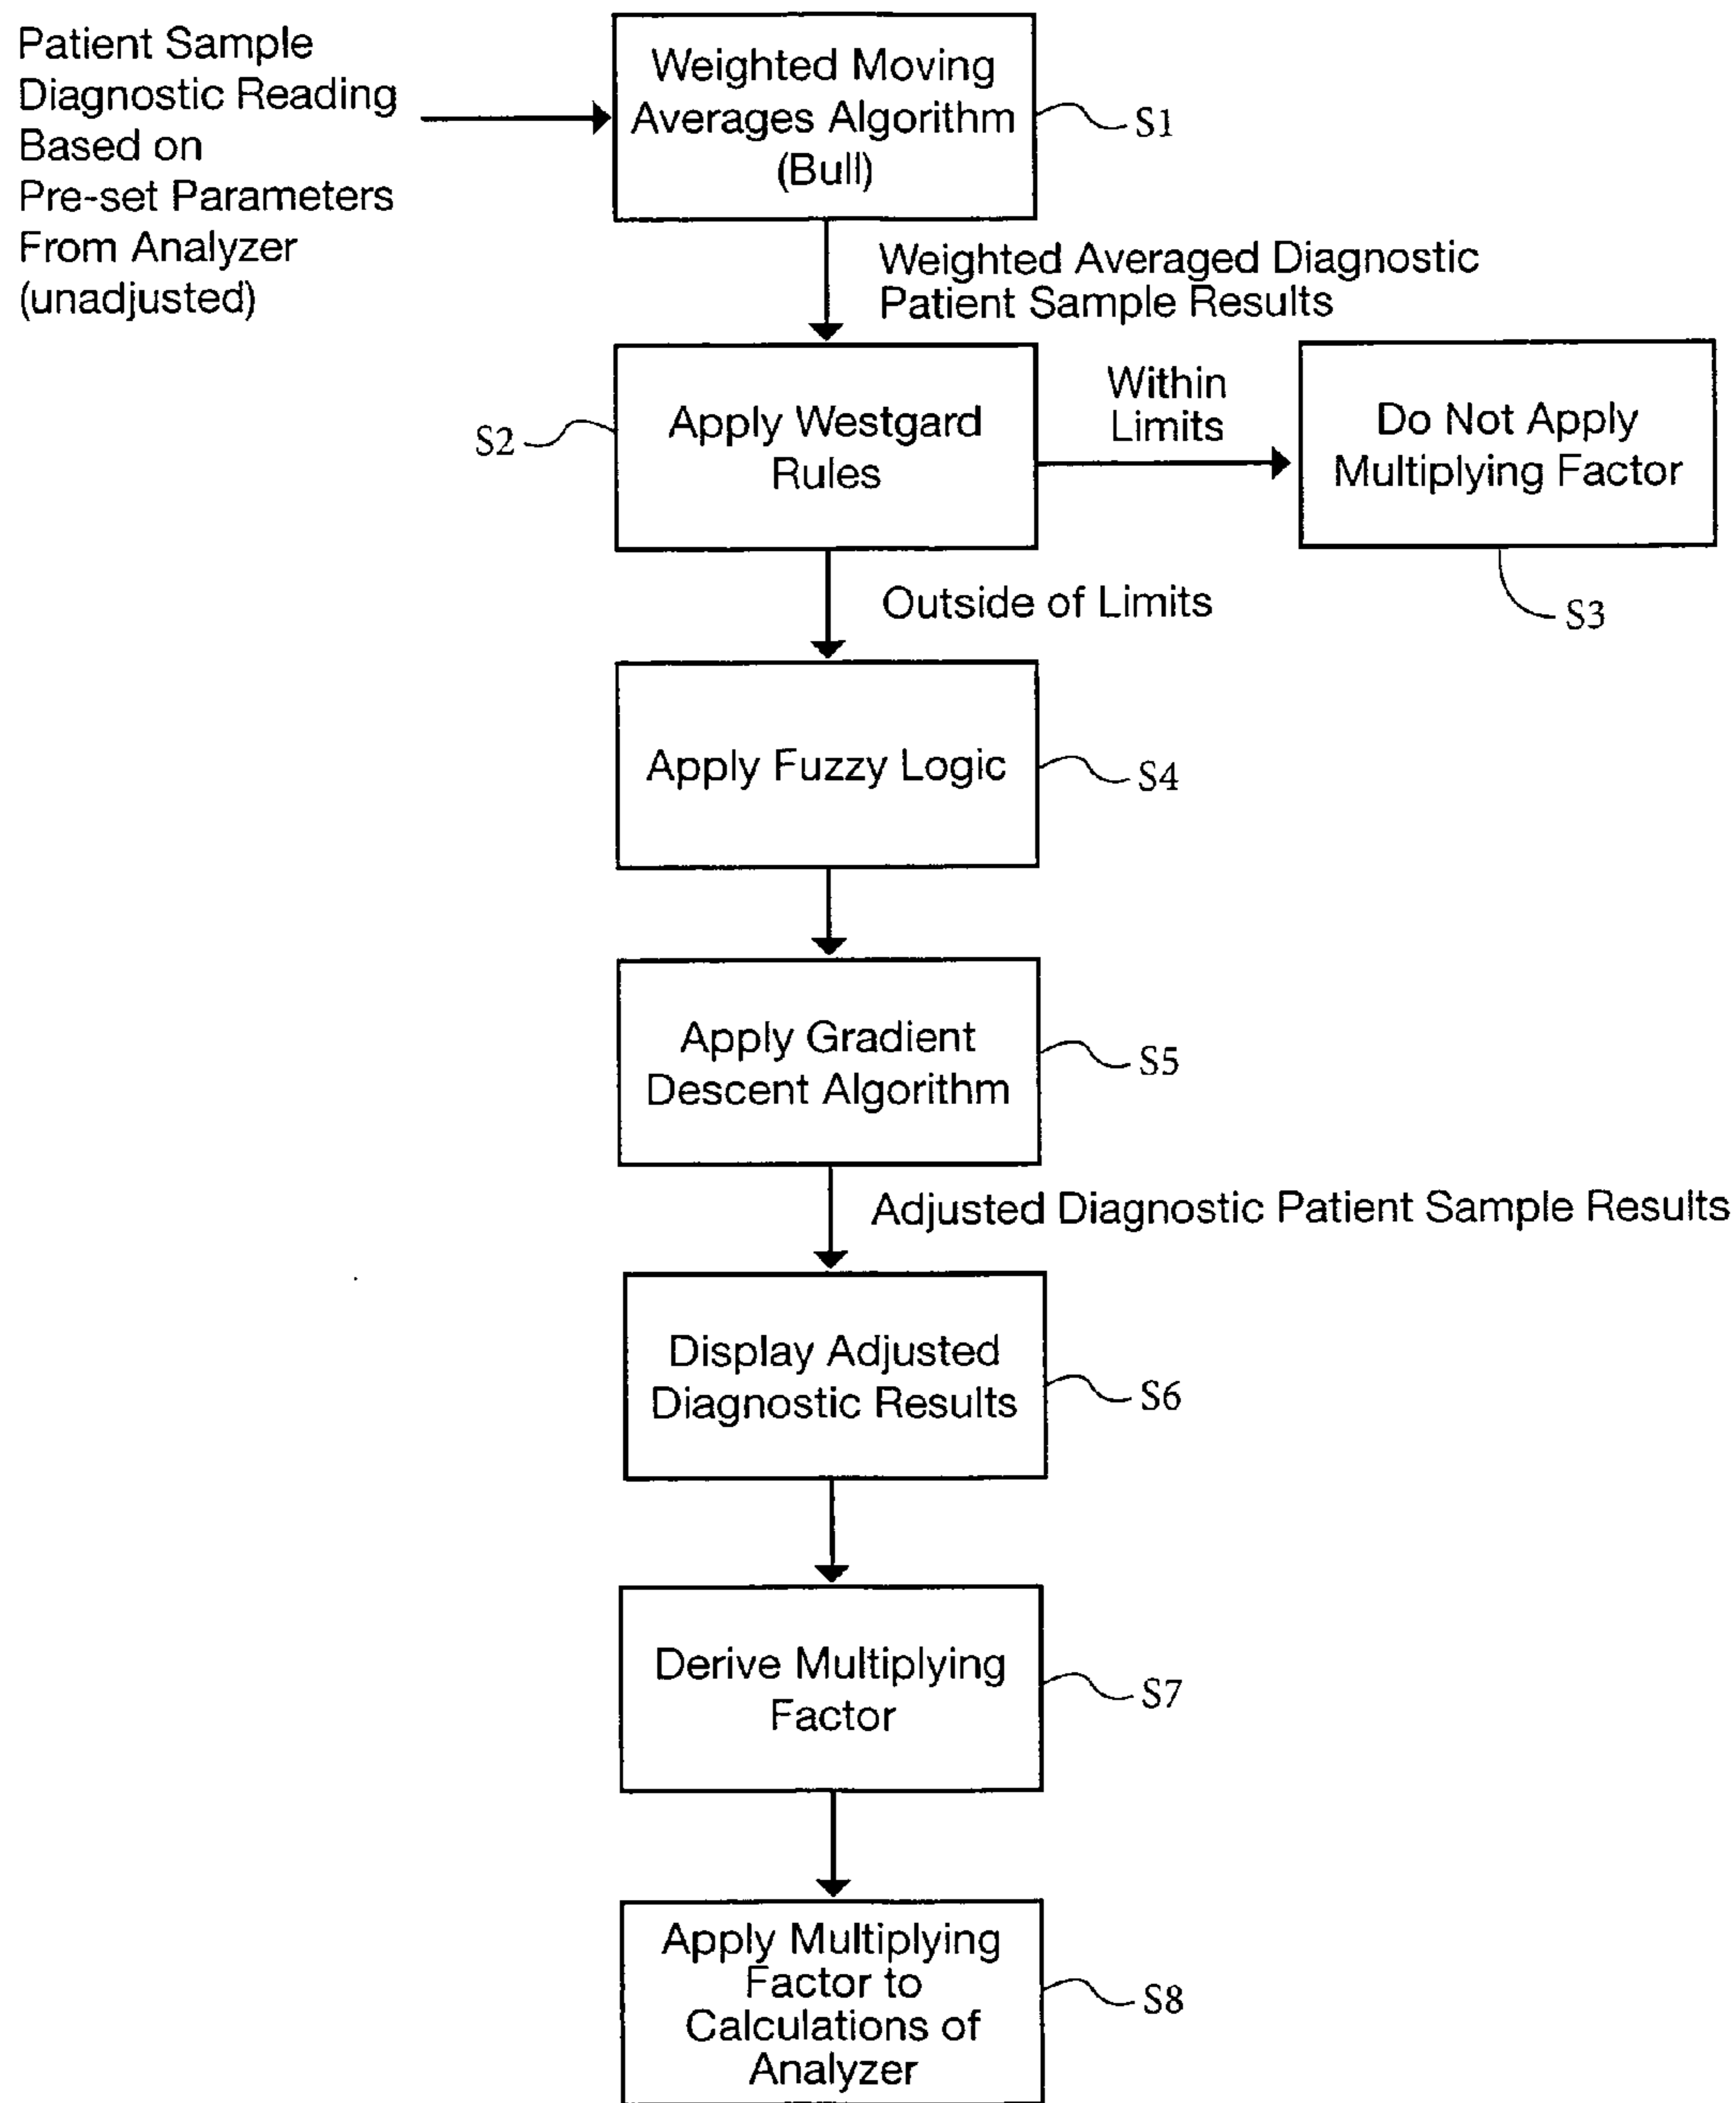 Patient Sample
Diagnostic Reading
Based on
Pre-set Parameters
From Analyzer
(unadjusted)
Weighted Moving
Averages Algorithm
(Bull)
S1
Weighted Averaged Diagnostic
Patient Sample Results
S2
Apply Westgard
Rules
Within
Limits
Do Not Apply
Multiplying Factor
S3
Outside of Limits
Apply Fuzzy Logic
S4
Apply Gradient
Descent Algorithm
S5
Adjusted Diagnostic Patient Sample Results
Display Adjusted
Diagnostic Results
S6
Derive Multiplying
Factor
S7
Apply Multiplying
Factor to
Calculations of
Analyzer
S8